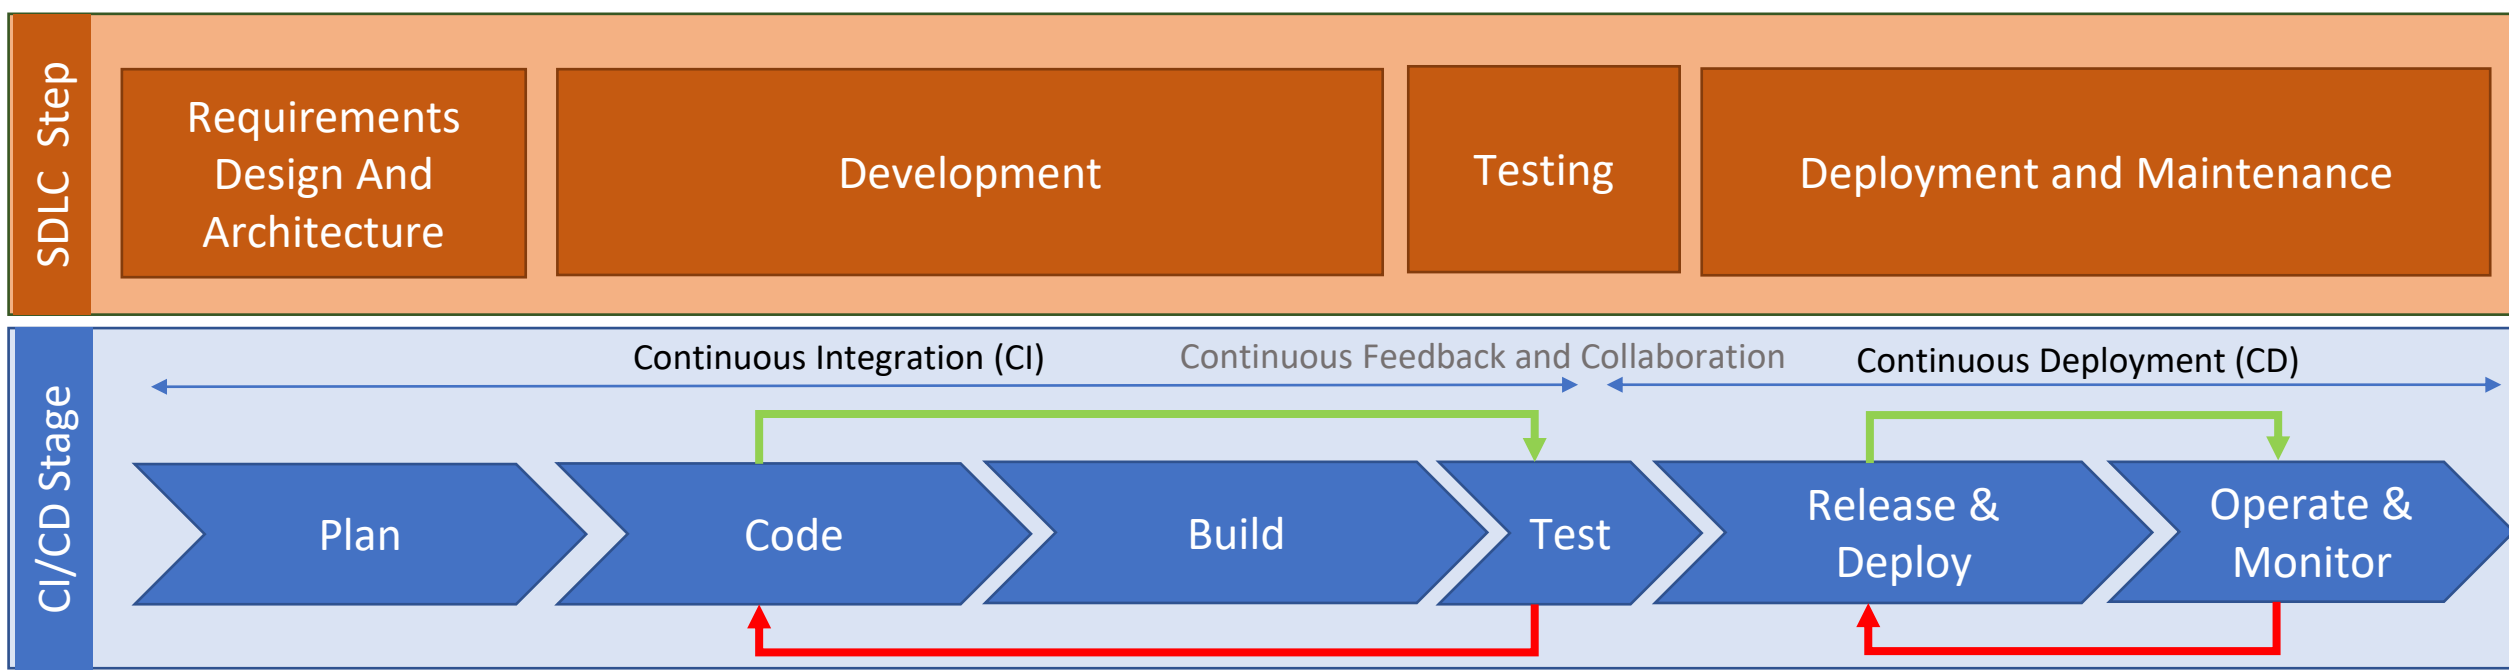 SDLC Step
Requirements
Design And
Architecture
Development
Testing
Deployment and Maintenance
CI/CD Stage
Continuous Integration (CI)
Continuous Feedback and Collaboration
Continuous Deployment (CD)
Plan
Code
Build
Test
Release &
Deploy
Operate &
Monitor